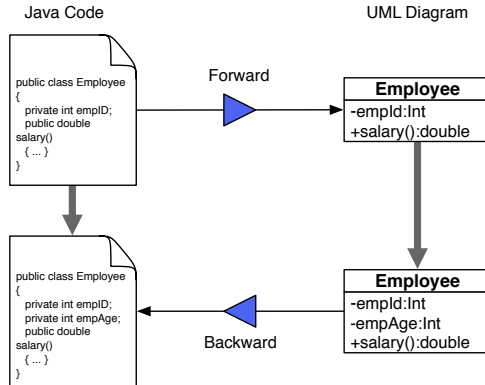 Java Code
UML Diagram
public class Employee
{
private int empID;
public double
salary()
{ ... }
}
Forward
Employee
-empId:Int
+salary():double
public class Employee
{
private int empID;
private int empAge;
public double
salary()
{ ... }
}
Backward
Employee
-empId:Int
-empAge:Int
+salary():double